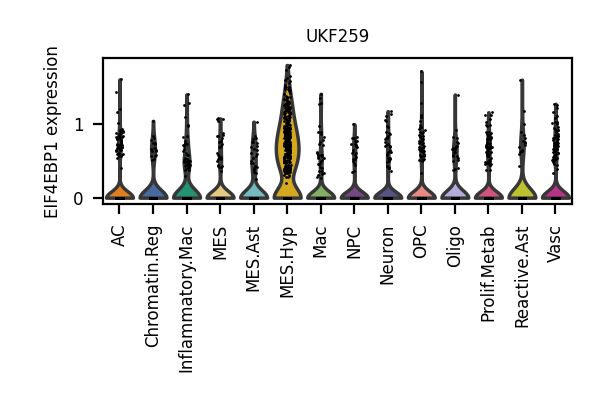 UKF259
EIF4EBP1 expression
1
0
AC
Chromatin.Reg
Inflammatory.Mac
MES
MES.Ast
MES.Hyp
Mac
NPC
Neuron
OPC
Oligo
Prolif.Metab
Reactive.Ast
Vasc